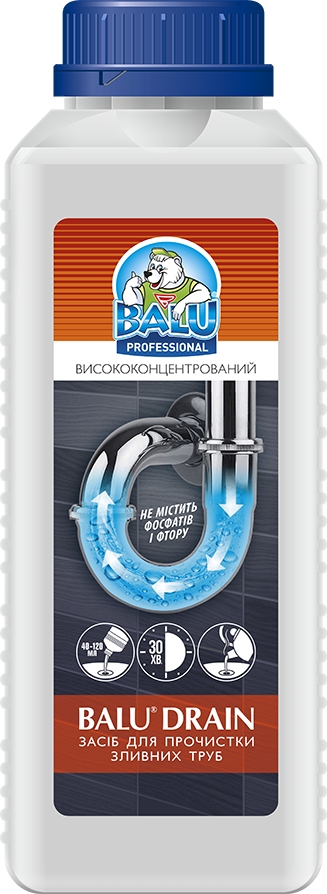 BALU
PROFESSIONAL
ВИСОКОКОНЦЕНТРОВАНИЙ
НЕ МІСТИТЬ
ФОСФАТІВ
І ФТОРУ
40-120
МЛ
30
ХВ.
BALU® DRAIN
ЗАСІБ ДЛЯ ПРОЧИСТКИ
ЗЛИВНИХ ТРУБ